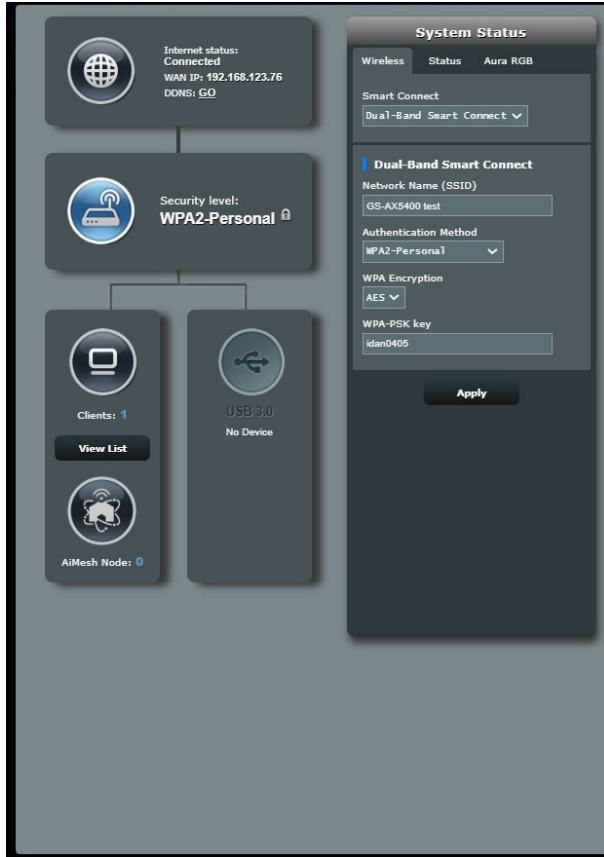 Internet status:
Connected
WAN IP: 192.168.123.76
DDNS: GO
Security level:
WPA2-Personal
Clients: 1
View List
AiMesh Node: 0
USB 3.0
No Device
System Status
Wireless Status Aura RGB
Smart Connect
Dual-Band Smart Connect
Dual-Band Smart Connect
Network Name (SSID)
GS-AX5400 test
Authentication Method
WPA2-Personal
WPA Encryption
AES
WPA-PSK key
idan0405
Apply